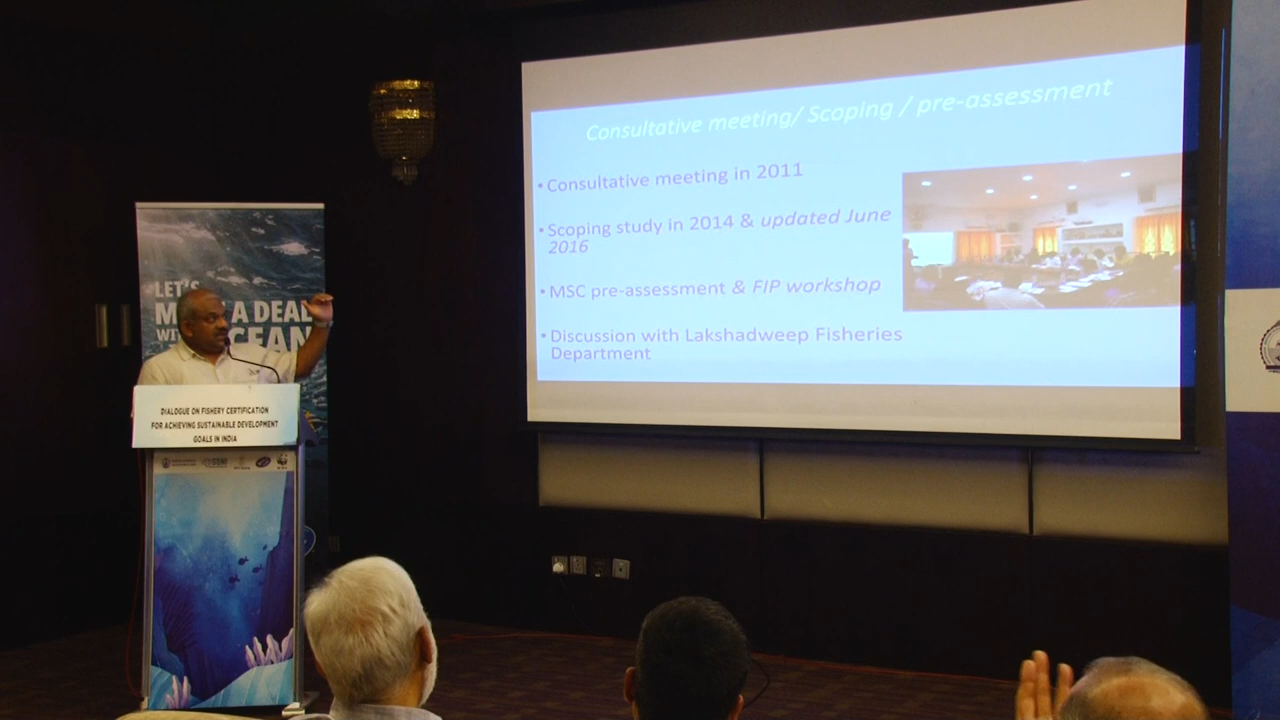 Consultative meeting/ Scoping / pre-assessment
• Consultative meeting in 2011
• Scoping study in 2014 & updated June
2016
• MSC pre-assessment & FIP workshop
• Discussion with Lakshadweep Fisheries
Department
LET'S
A DEAL
DIALOGUE ON FISHERY CERTIFICATION
FOR ACHIEVING SUSTAINABLE DEVELOPMENT
GOALS IN INDIA